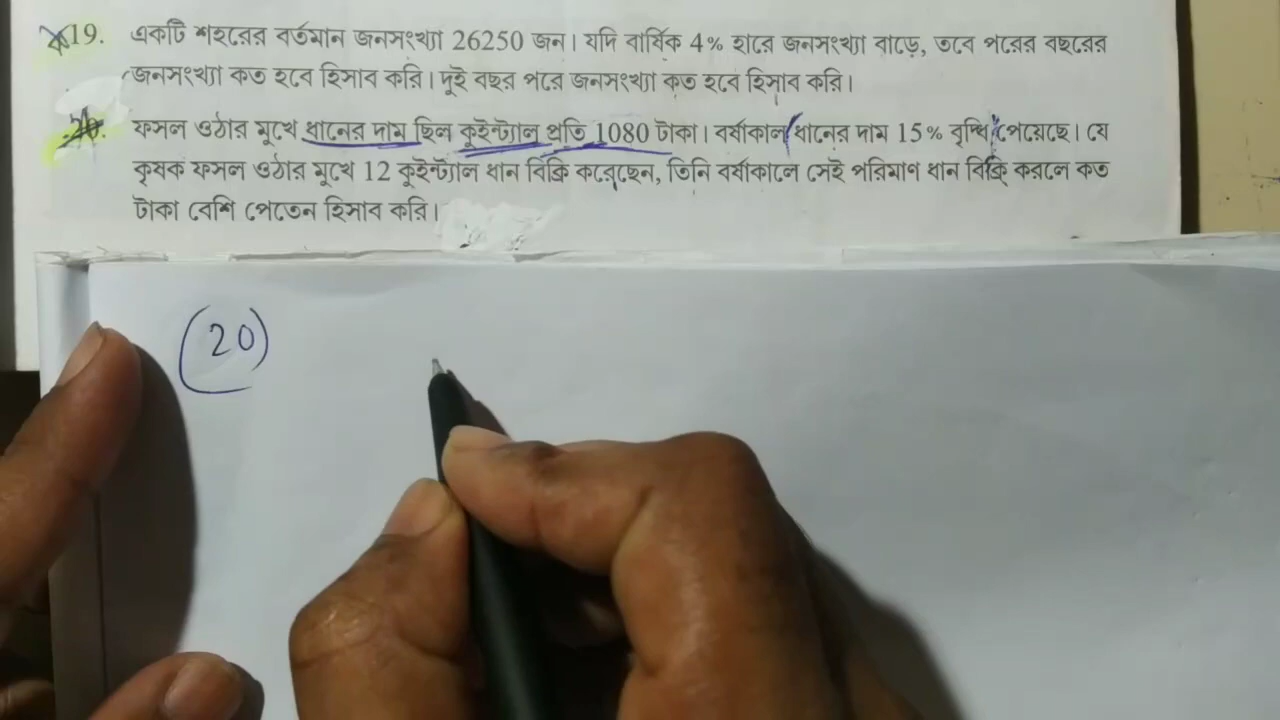 19. একটি শহরের বর্তমান জনসংখ্যা 26250 জন। যদি বার্ষিক 4% হারে জনসংখ্যা বাড়ে, তবে পরের বছরের
জনসংখ্যা কত হবে হিসাব করি। দুই বছর পরে জনসংখ্যা কত হবে হিসাব করি।
20. ফসল ওঠার মুখে ধানের দাম ছিল কুইন্ট্যাল প্রতি 1080 টাকা। বর্ষাকালে ধানের দাম 15% বৃদ্ধি পেয়েছে। যে
কৃষক ফসল ওঠার মুখে 12 কুইন্ট্যাল ধান বিক্রি করেছেন, তিনি বর্ষাকালে সেই পরিমাণ ধান বিক্রি করলে কত
টাকা বেশি পেতেন হিসাব করি।
(20)